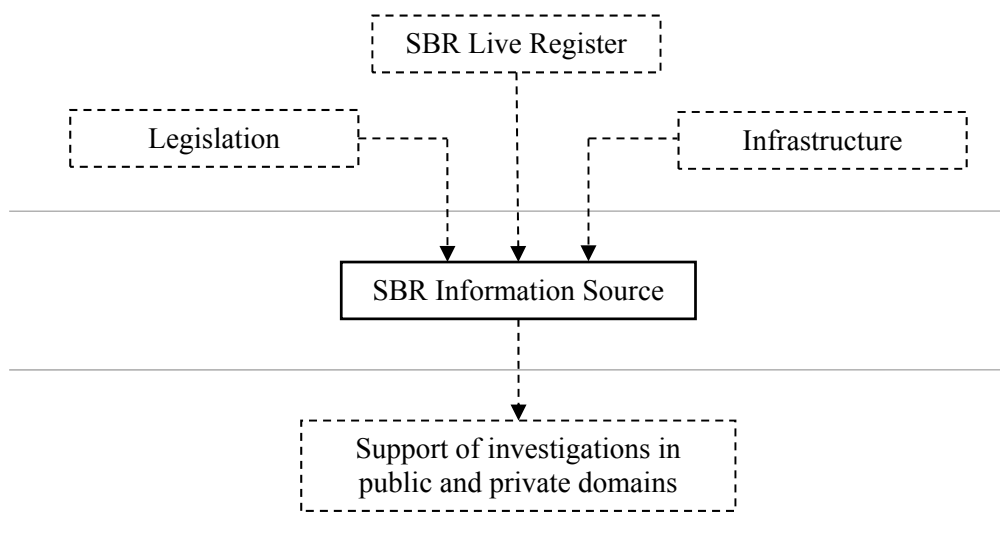 SBR Live Register
Legislation
Infrastructure
SBR Information Source
Support of investigations in
public and private domains